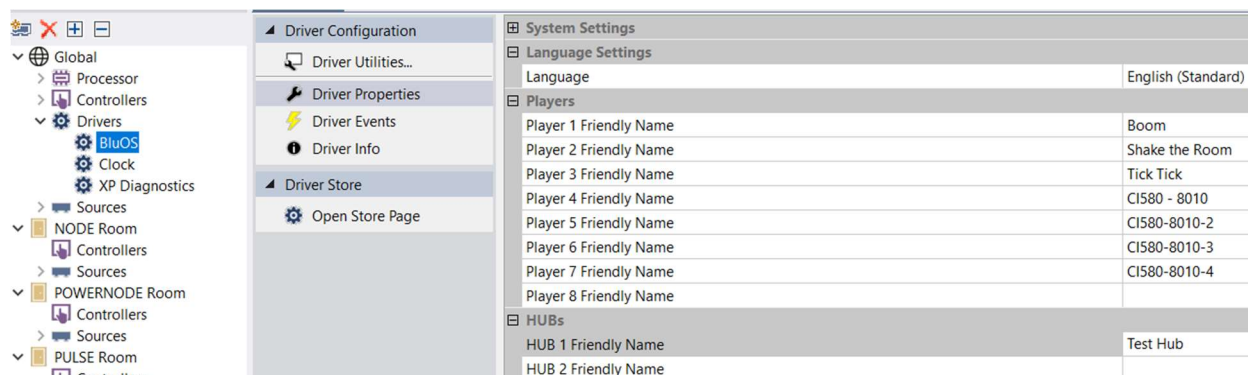 Global
Processor
Controllers
Drivers
BluOS
Clock
XP Diagnostics
Sources
NODE Room
Controllers
Sources
POWERNODE Room
Controllers
Sources
PULSE Room
Driver Configuration
Driver Utilities...
Driver Properties
Driver Events
Driver Info
Driver Store
Open Store Page
System Settings
Language Settings
Language English (Standard)
Players
Player 1 Friendly Name Boom
Player 2 Friendly Name Shake the Room
Player 3 Friendly Name Tick Tick
Player 4 Friendly Name CI580 - 8010
Player 5 Friendly Name CI580-8010-2
Player 6 Friendly Name CI580-8010-3
Player 7 Friendly Name CI580-8010-4
Player 8 Friendly Name
HUBs
HUB 1 Friendly Name Test Hub
HUB 2 Friendly Name